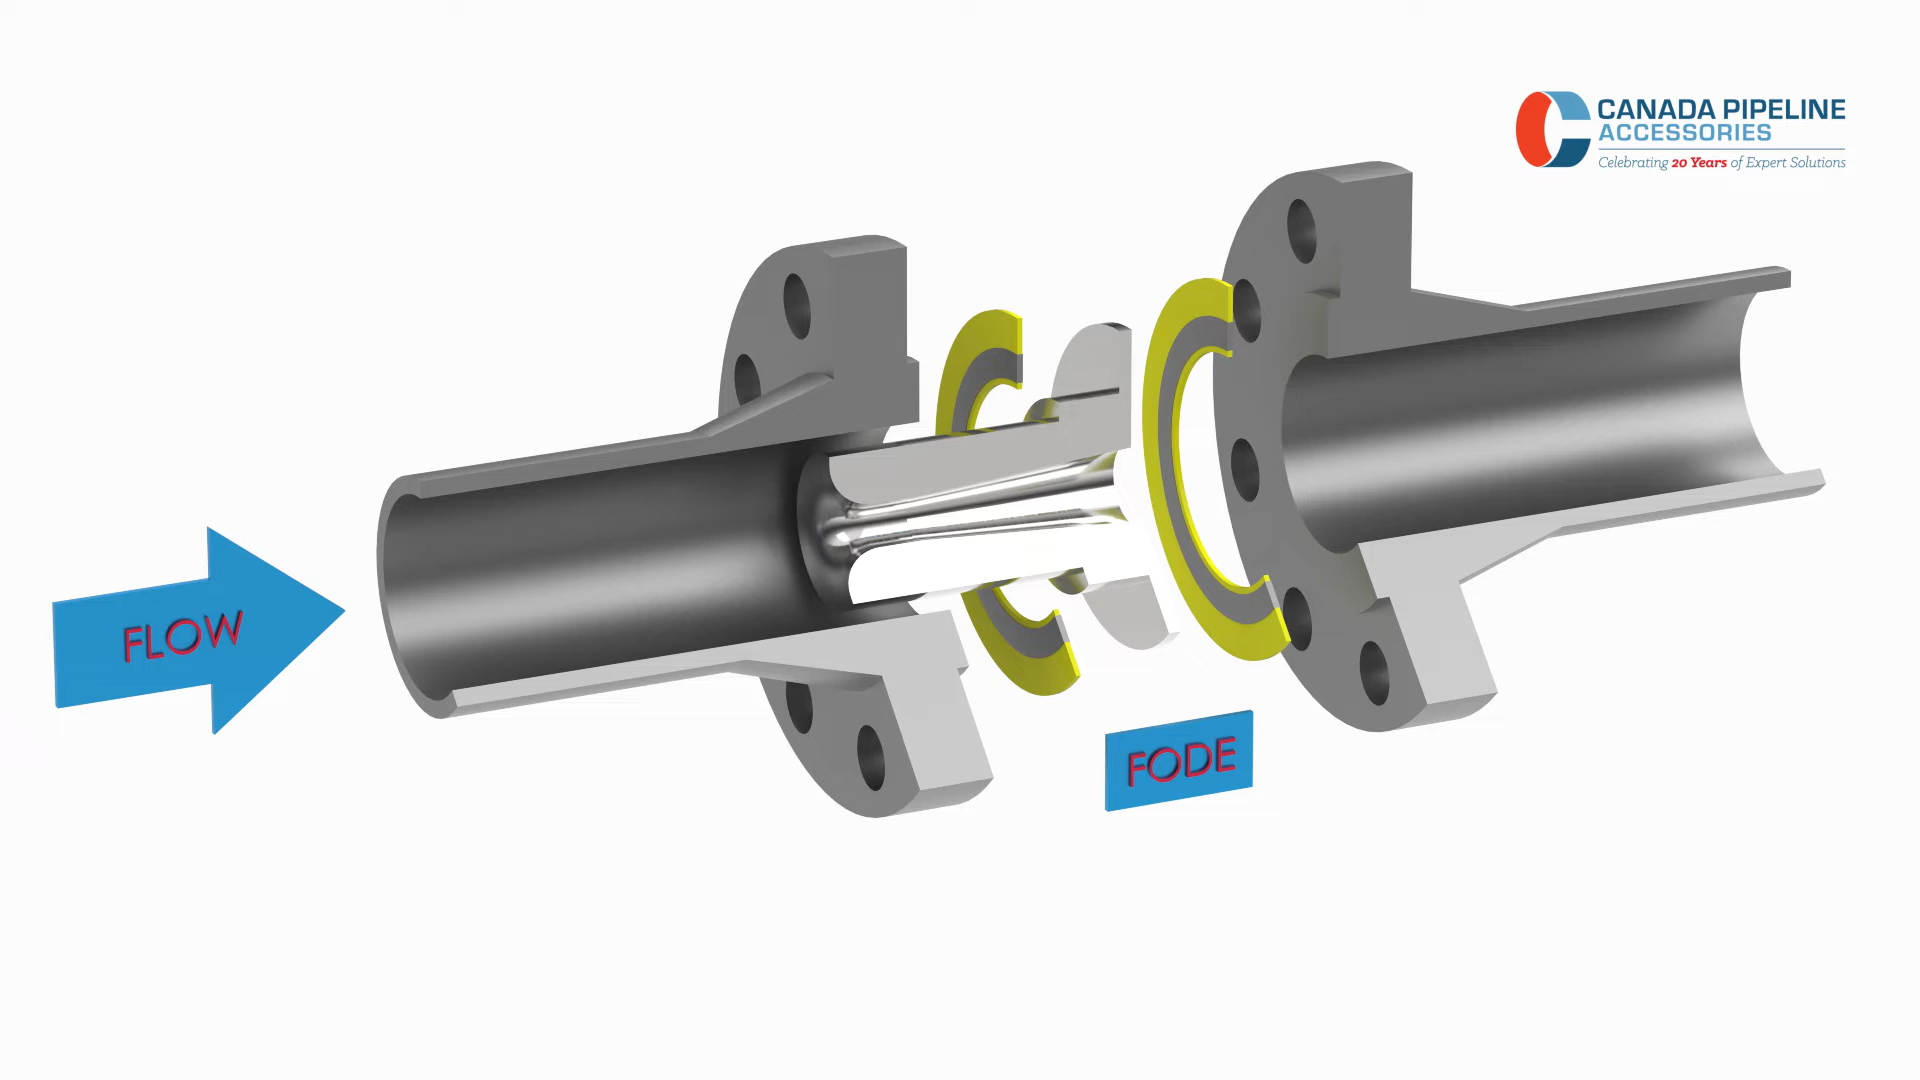 CANADA PIPELINE
ACCESSORIES
Celebrating 20 Years of Expert Solutions
FLOW
FODE